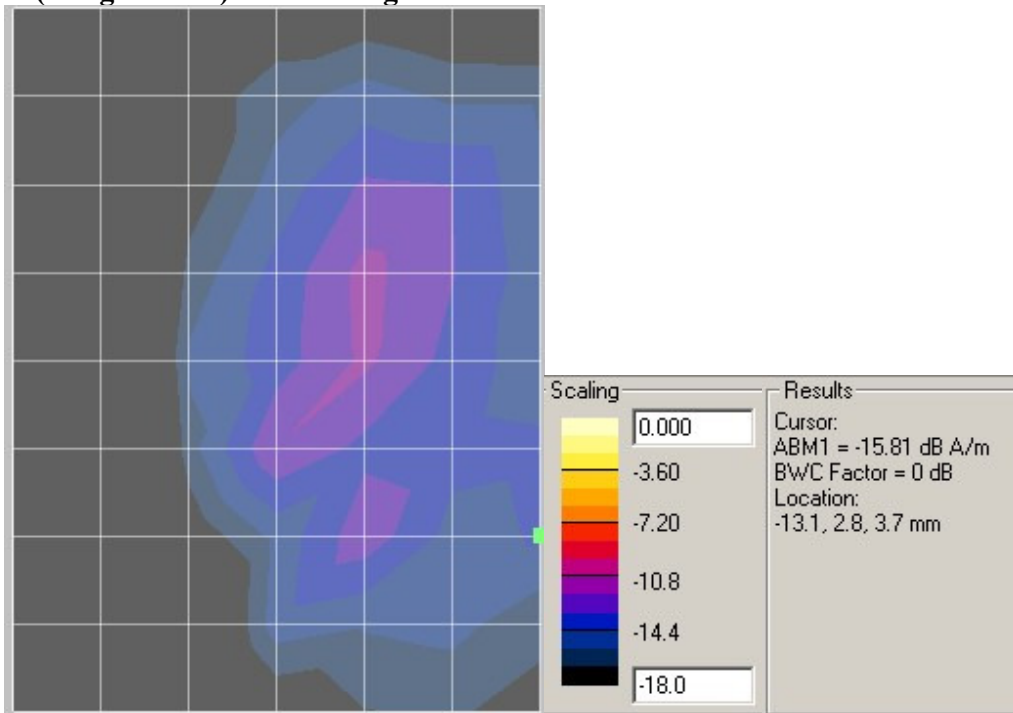 Scaling
0.000
-3.60
-7.20
-10.8
-14.4
-18.0
Results
Cursor:
ABM1 = -15.81 dB A/m
BWC Factor = 0 dB
Location:
-13.1, 2.8, 3.7 mm